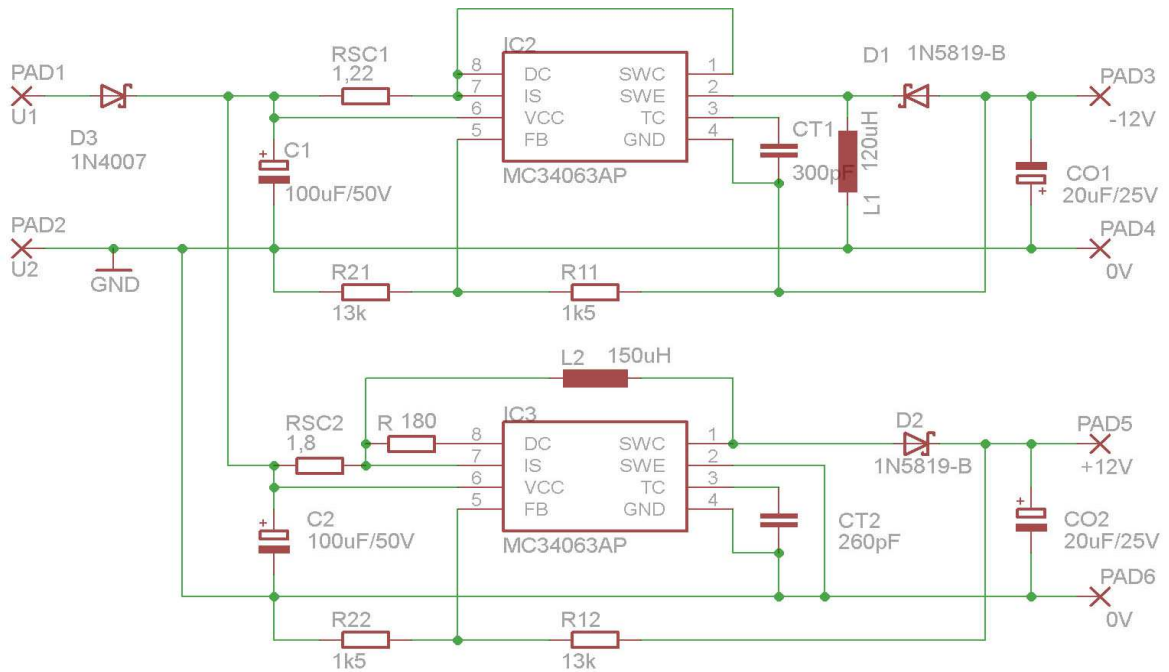 IC2
D1
1N5819-B
RSC1
1,22
PAD1
U1
D3
1N4007
8
7
6
5
DC
IS
VCC
FB
SWC
SWE
TC
GND
1
2
3
4
MC34063AP
PAD3
-12V
C1
+
100uF/50V
CT1
300pF
120uH
L1
CO1
+
20uF/25V
PAD2
U2
GND
PAD4
0V
R21
13k
R11
1k5
L2
150uH
IC3
RSC2
1,8
R 180
8
7
6
5
DC
IS
VCC
FB
SWC
SWE
TC
GND
1
2
3
4
MC34063AP
D2
1N5819-B
PAD5
+12V
+
C2
100uF/50V
CT2
260pF
+
CO2
20uF/25V
PAD6
0V
R22
1k5
R12
13k